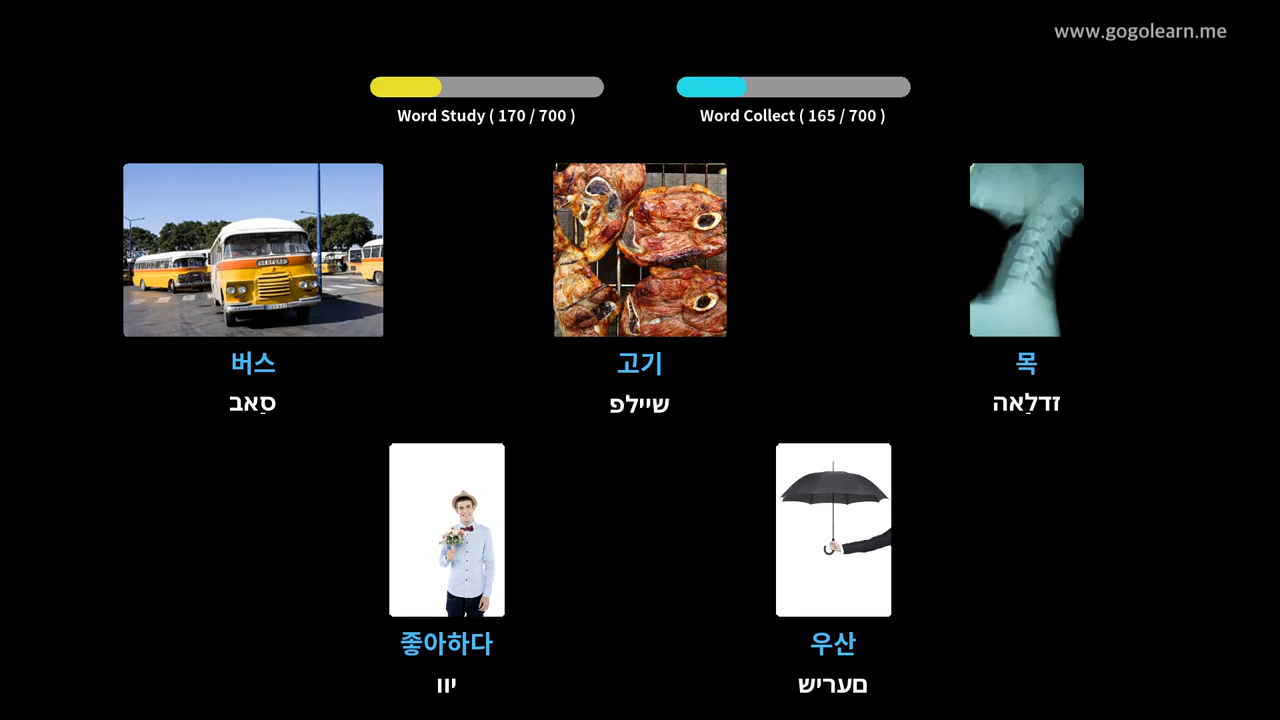 www.gogolearn.me
Word Study ( 170 / 700 )
Word Collect ( 165 / 700 )
버스
סַאב
고기
שיילפ
목
זדלַאה
좋아하다
יוו
우산
םעריש